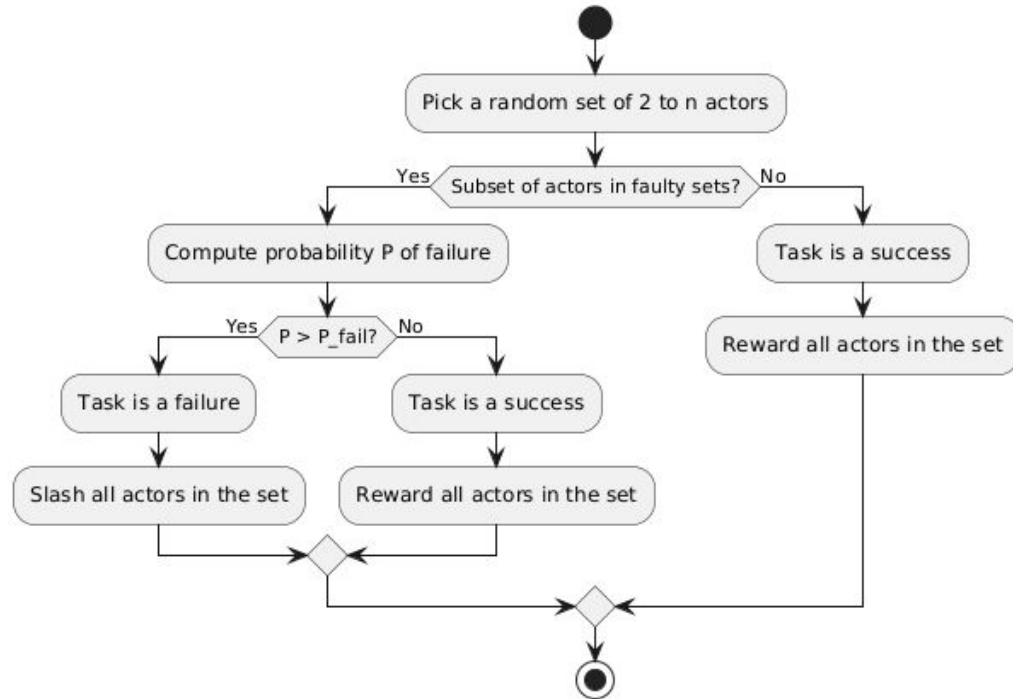 Pick a random set of 2 to n actors
Yes
Subset of actors in faulty sets?
No
Compute probability P of failure
Task is a success
Yes
P > P_fail?
No
Reward all actors in the set
Task is a failure
Task is a success
Slash all actors in the set
Reward all actors in the set